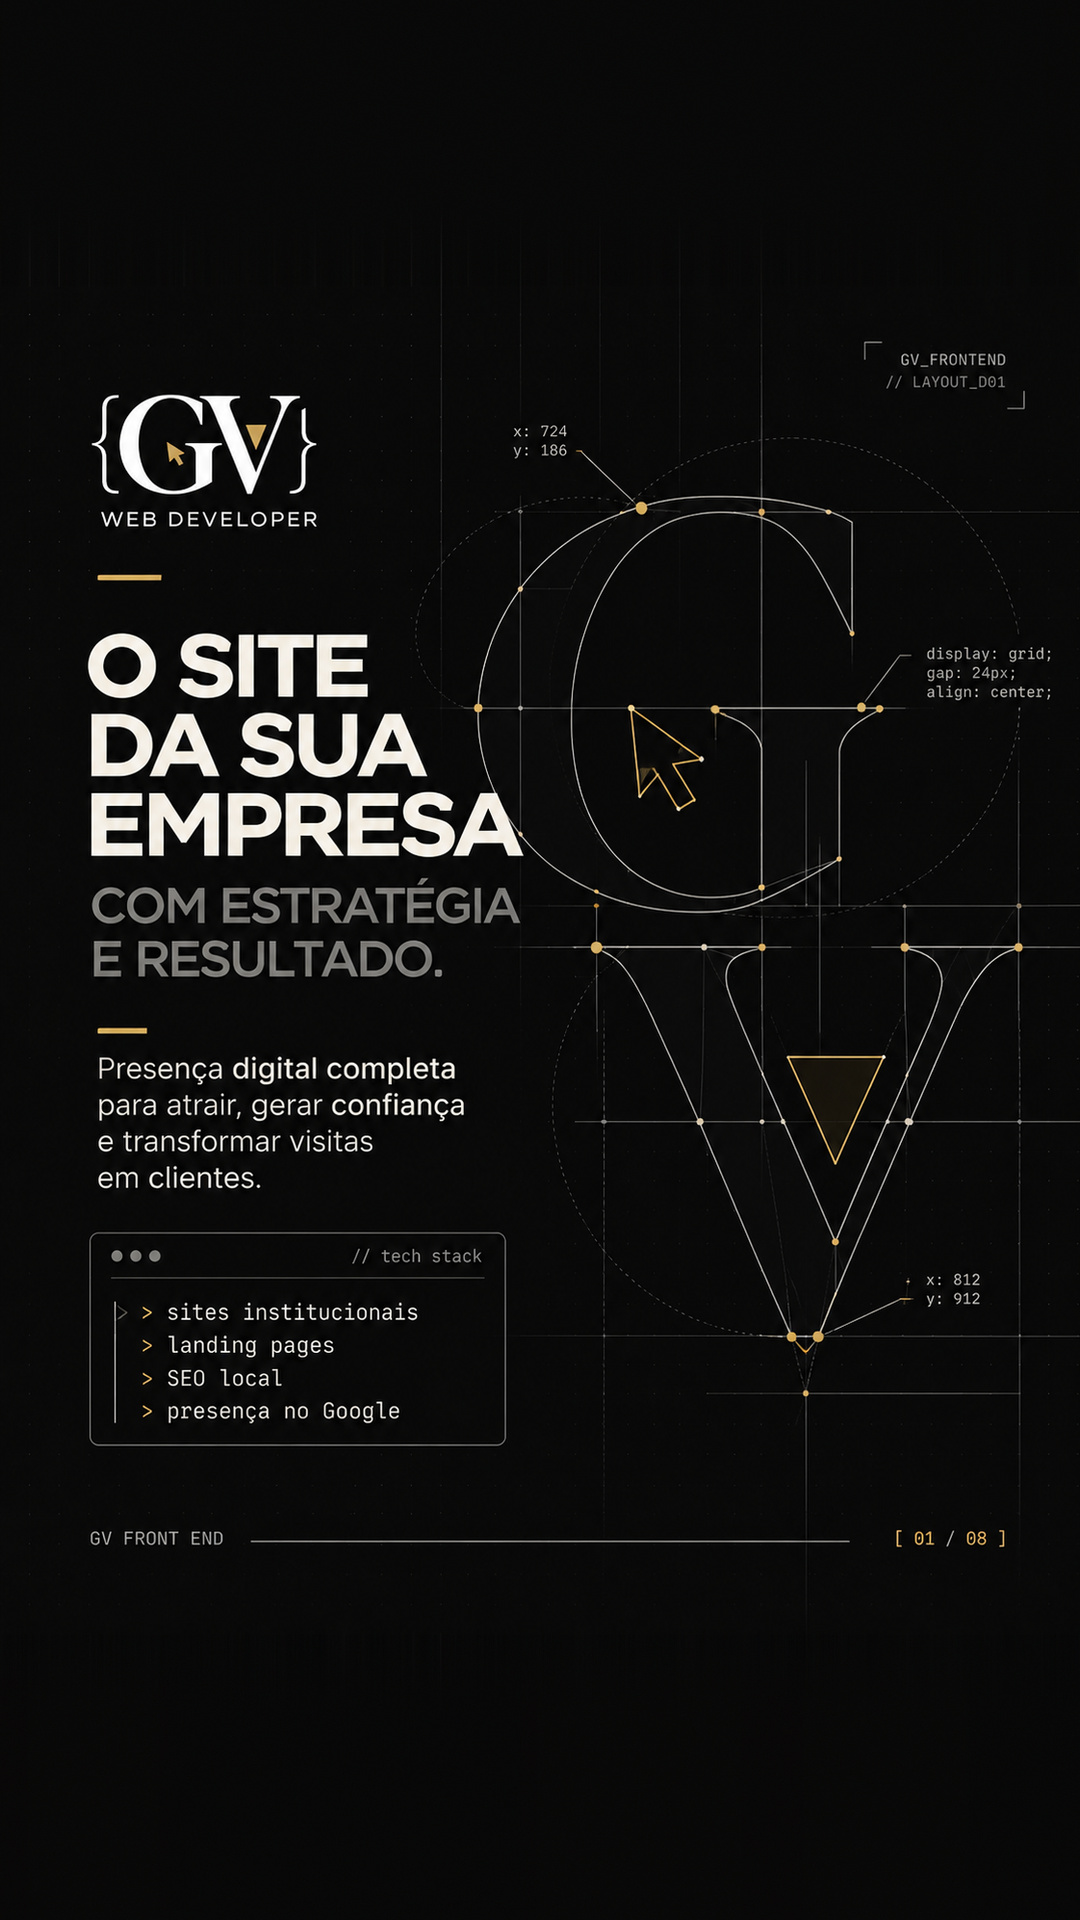 {GV}
WEB DEVELOPER
GV_FRONTEND
// LAYOUT_D01
x: 724
y: 186
O SITE
DA SUA
EMPRESA
COM ESTRATÉGIA
E RESULTADO.
display: grid;
gap: 24px;
align: center;
GV
Presença digital completa
para atrair, gerar confiança
e transformar visitas
em clientes.
// tech stack
> sites institucionais
> landing pages
> SEO local
> presença no Google
x: 812
y: 912
GV FRONT END
[ 01 / 08 ]